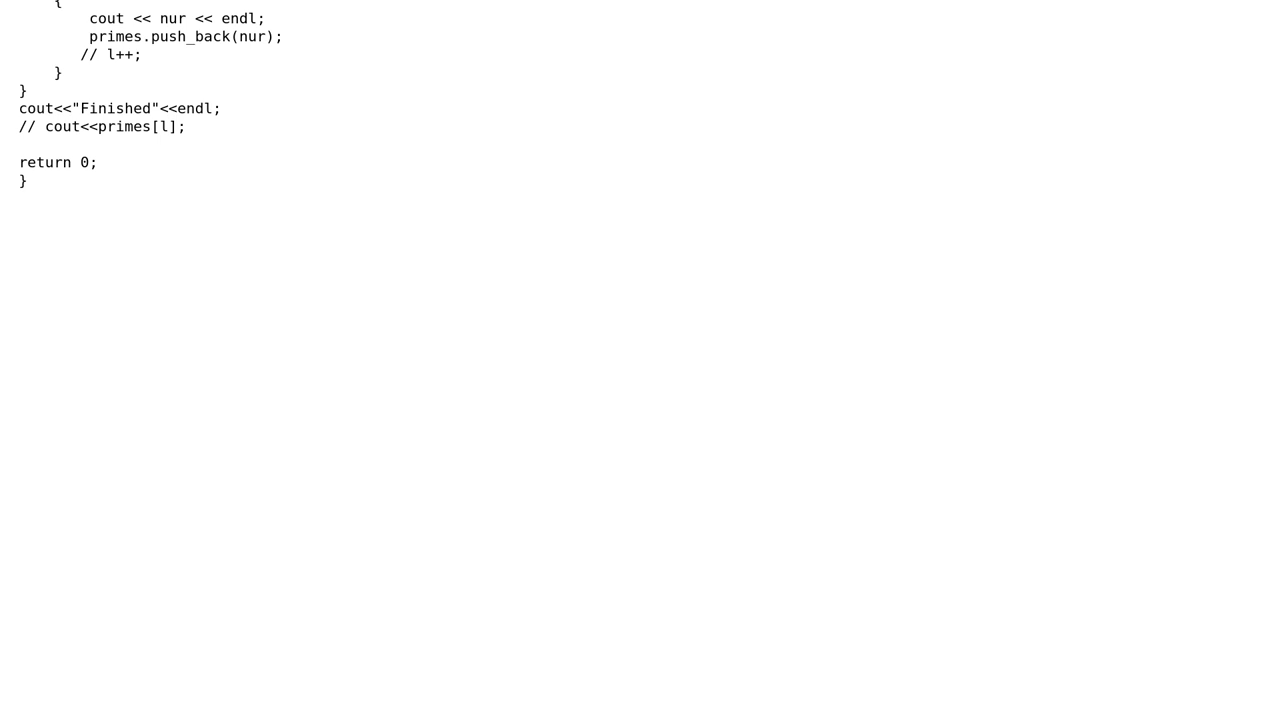 {
cout << nur << endl;
primes.push_back(nur);
// l++;
}
}
cout<<"Finished"<<endl;
// cout<<primes[l];
return 0;
}